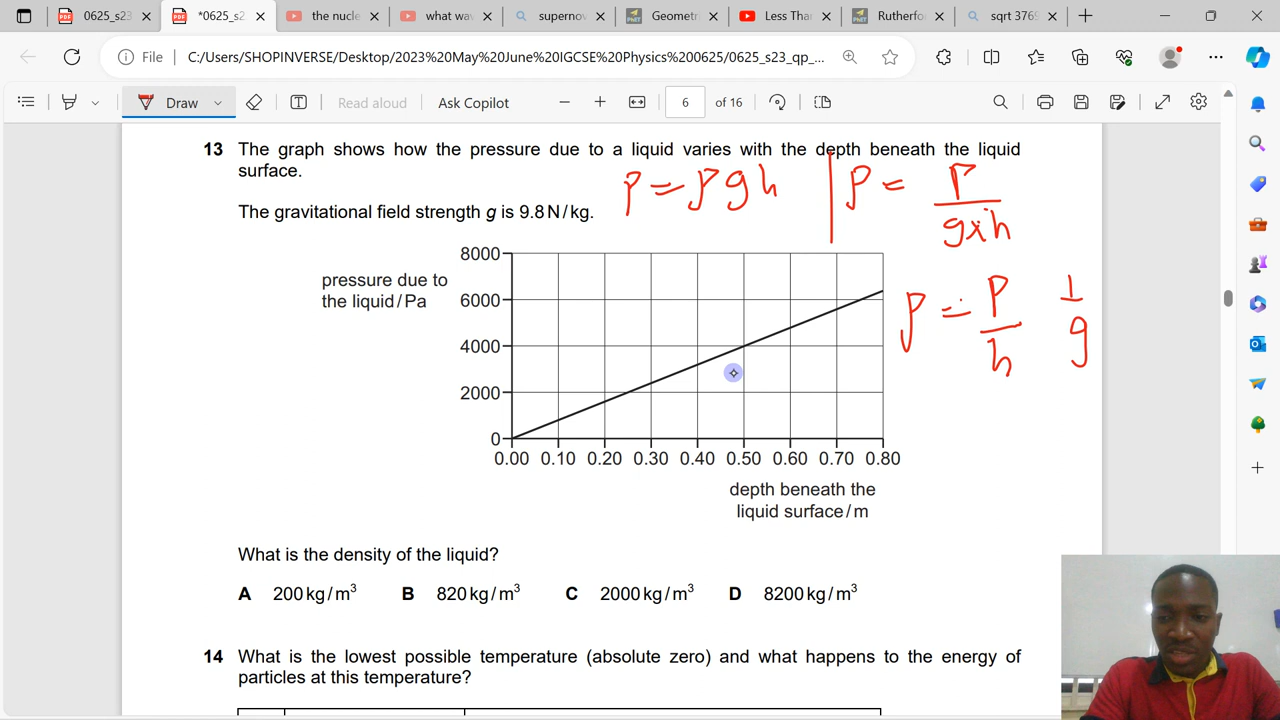 0625_s23
*0625_s2
the nucle
what wav
supernov
Geometr
Less Tha
Rutherfo
sqrt 3769
File
C:/Users/SHOPINVERSE/Desktop/2023%20May%20June%20IGCSE%20Physics%200625/0625_s23_qp_...
Draw
Read aloud
Ask Copilot
6 of 16
13 The graph shows how the pressure due to a liquid varies with the depth beneath the liquid
surface.
P = ρgh
ρ = P / g×h
The gravitational field strength g is 9.8 N / kg.
ρ = P/h 1/g
pressure due to
the liquid / Pa
8000
6000
4000
2000
0
0.00 0.10 0.20 0.30 0.40 0.50 0.60 0.70 0.80
depth beneath the
liquid surface / m
What is the density of the liquid?
A 200 kg / m³ B 820 kg / m³ C 2000 kg / m³ D 8200 kg / m³
14 What is the lowest possible temperature (absolute zero) and what happens to the energy of
particles at this temperature?